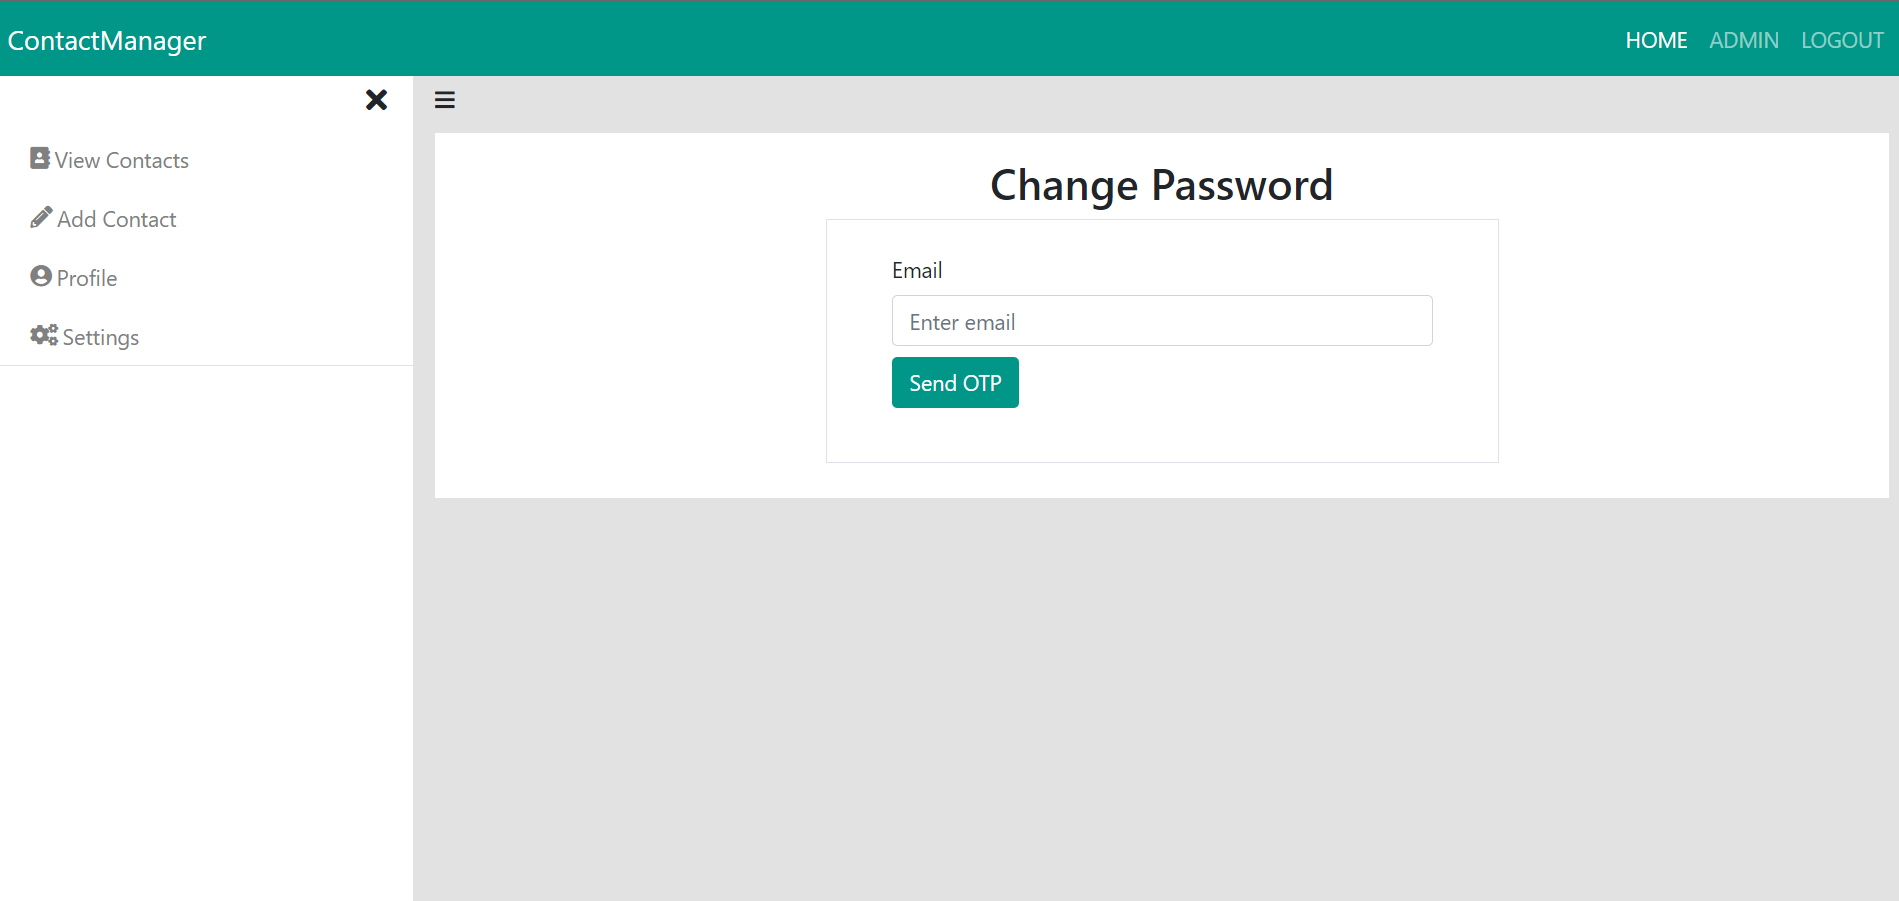 ContactManager
HOME ADMIN LOGOUT
View Contacts
Add Contact
Profile
Settings
Change Password
Email
Enter email
Send OTP